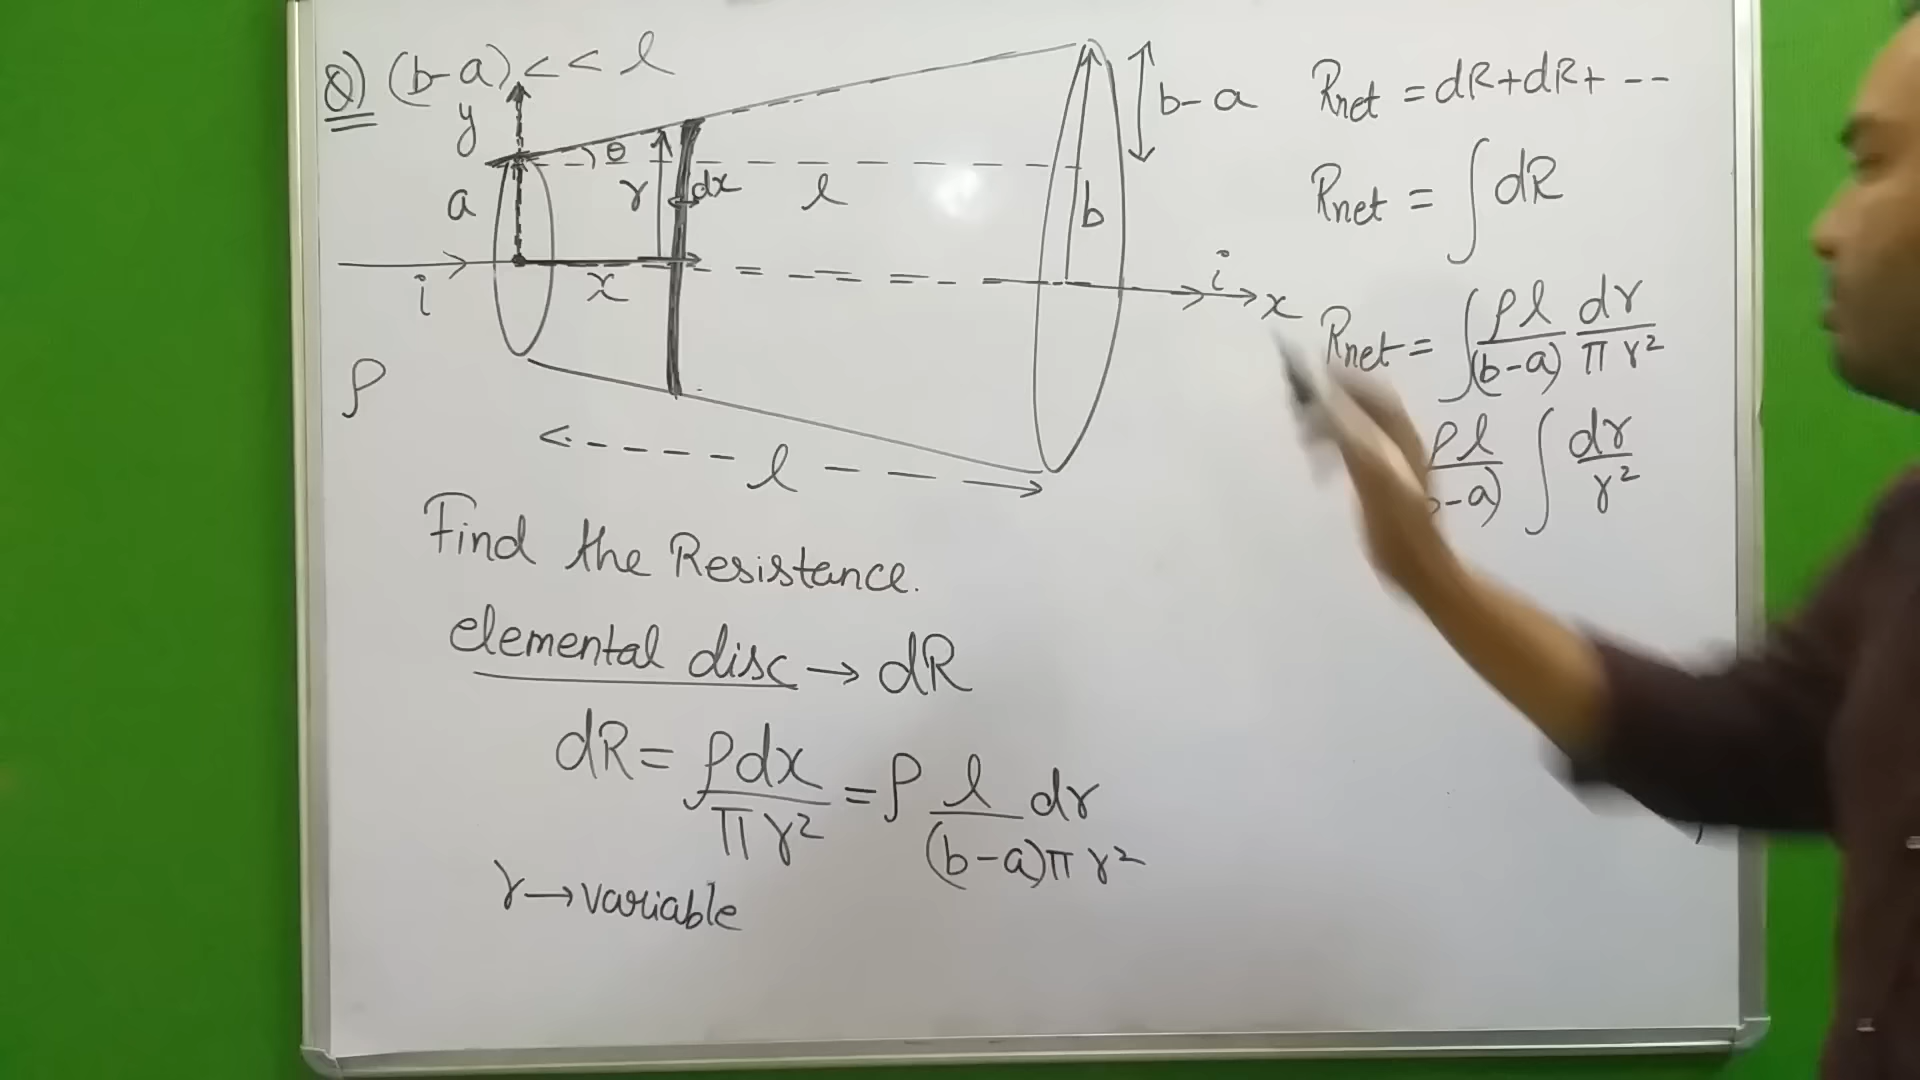 Q) (b-a) << l
y
a
θ
r
dx
l
b
b-a
i
x
i
x
ρ
l
Find the Resistance.
elemental disc → dR
dR = ρdx/πr² = ρ l dr/(b-a)πr²
r → variable
Rnet = dR+dR+ --
Rnet = ∫dR
Rnet = ∫ρl/(b-a) dr/πr²
ρl/-a) ∫dr/r²